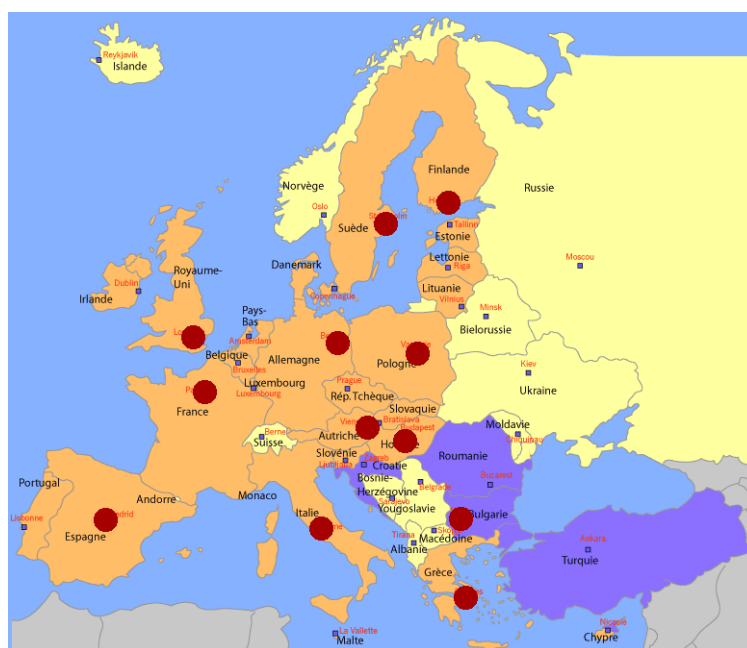 Reykjavik
Islande
Finlande
Norvège
Russie
Oslo
Suède
Tallinn
Estonie
Moscou
Lettonie
Riga
Danemark
Royaume-
Uni
Dublin
Irlande
Copenhague
Lituanie
Vilnius
Minsk
Bielorussie
Pays-
Bas
Amsterdam
Belgique
Bruxelles
Allemagne
Pologne
Kiev
Ukraine
Luxembourg
Luxembourg
Prague
Rép.Tchèque
Slovaquie
Bratislava
Budapest
France
Berne
Suisse
Autriche
Moldavie
Chiquinau
Slovénie
Ljubljana
Zagreb
Croatie
Roumanie
Bucarest
Bosnie-
Herzégovine
Sarajevo
Belgrade
Yougoslavie
Portugal
Andorre
Monaco
Lisbonne
Espagne
Italie
Bulgarie
Macédoine
Tirana
Albanie
Ankara
Turquie
Grèce
Nicosie
Chypre
La Vallette
Malte